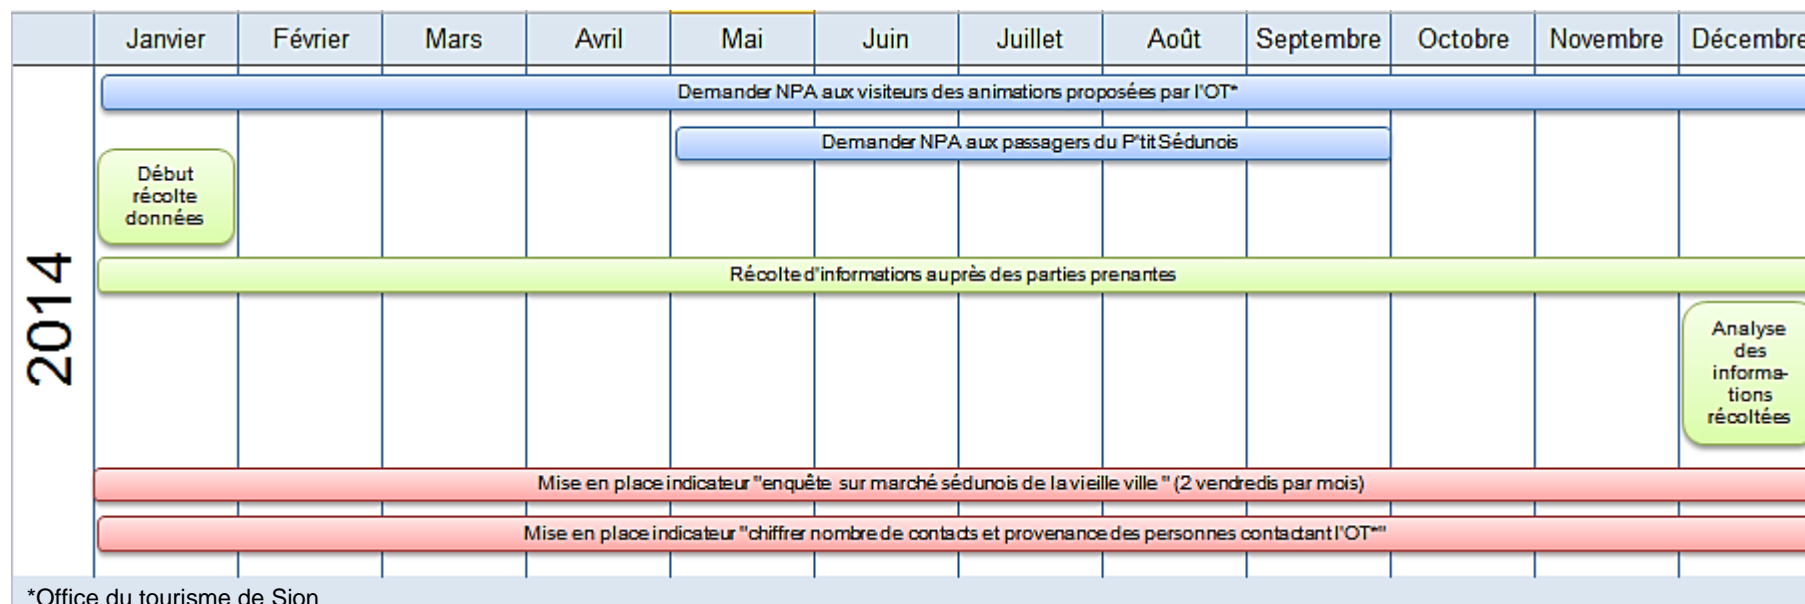 Janvier Février Mars Avril Mai Juin Juillet Août Septembre Octobre Novembre Décembre
2014
Demander NPA aux visiteurs des animations proposées par l'OT*
Demander NPA aux passagers du P'tit Sédunois
Début
récolte
données
Récolte d'informations auprès des parties prenantes
Analyse
des
informa-
tions
récoltées
Mise en place indicateur "enquête sur marché sédunois de la vieille ville" (2 vendredis par mois)
Mise en place indicateur "chiffrer nombre de contacts et provenance des personnes contactant l'OT*"
*Office du tourisme de Sion